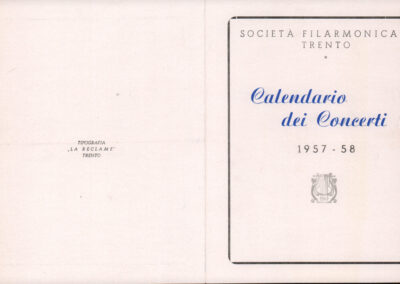 TIPOGRAFIA
„LA RECLAME"
TRENTO
SOCIETÀ FILARMONICA
TRENTO
*
Calendario
dei Concerti
1957 - 58